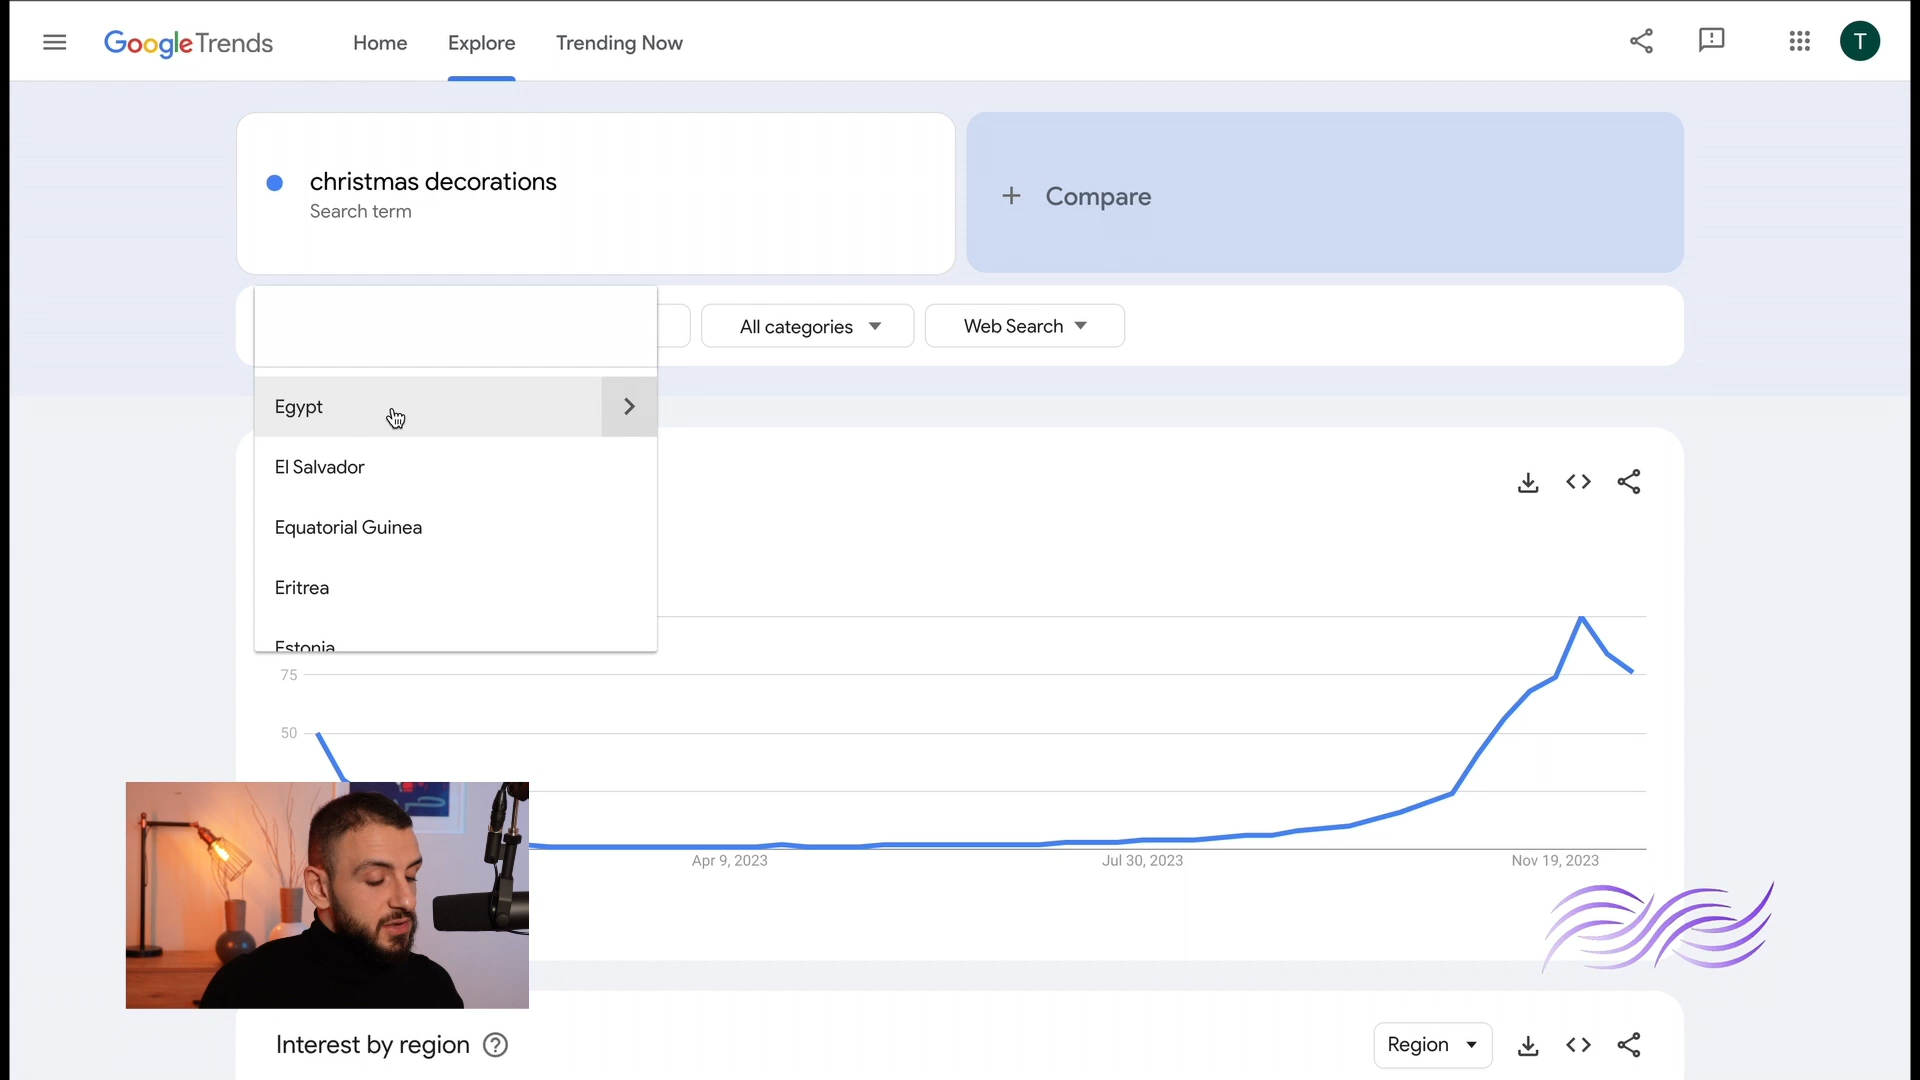 Google Trends
Home
Explore
Trending Now
T
christmas decorations
Search term
+ Compare
All categories
Web Search
Egypt
El Salvador
Equatorial Guinea
Eritrea
Estonia
75
50
Apr 9, 2023
Jul 30, 2023
Nov 19, 2023
Interest by region
Region